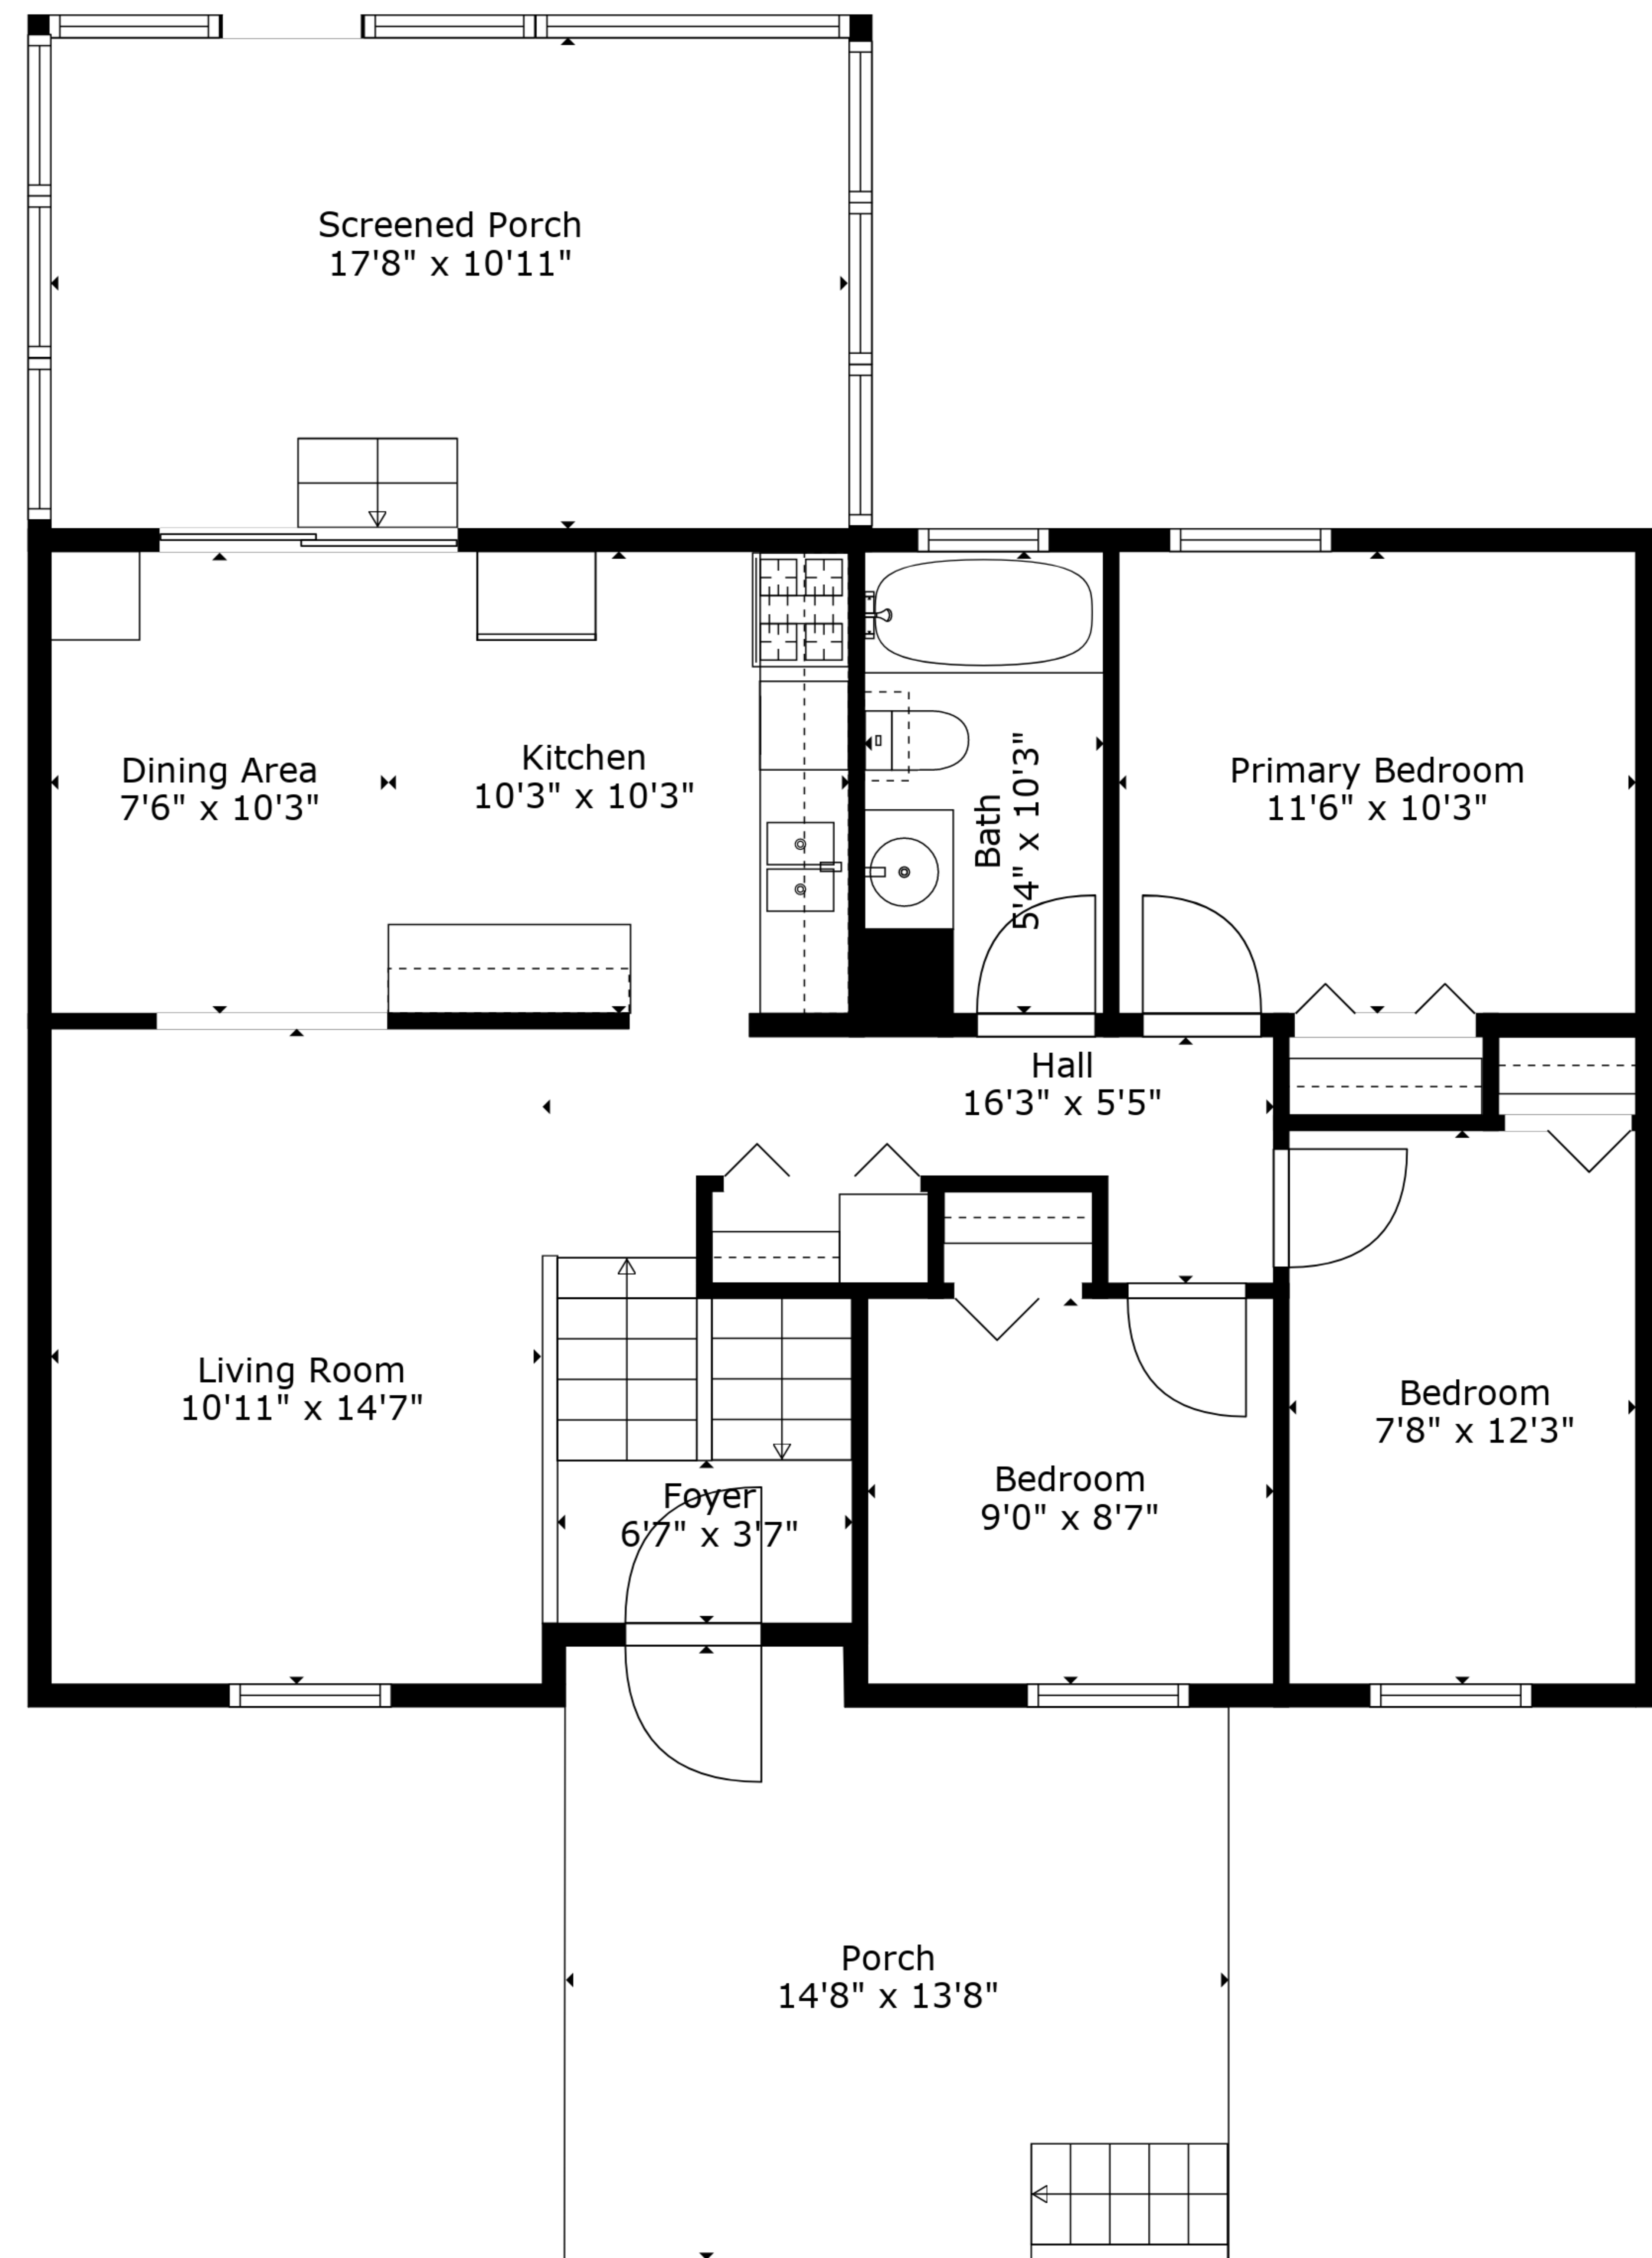 Screened Porch
17'8" x 10'11"
Dining Area
7'6" x 10'3"
Kitchen
10'3" x 10'3"
Bath
5'4" x 10'3"
Primary Bedroom
11'6" x 10'3"
Hall
16'3" x 5'5"
Living Room
10'11" x 14'7"
Foyer
6'7" x 3'7"
Bedroom
9'0" x 8'7"
Bedroom
7'8" x 12'3"
Porch
14'8" x 13'8"